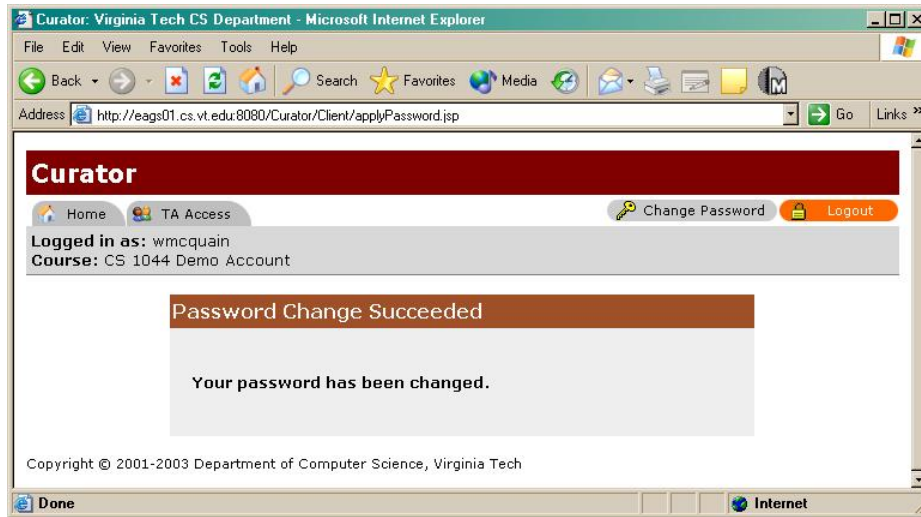 Curator: Virginia Tech CS Department - Microsoft Internet Explorer
File Edit View Favorites Tools Help
Back Search Favorites Media
Address http://eags01.cs.vt.edu:8080/Curator/Client/applyPassword.jsp Go Links »
Curator
Home TA Access Change Password Logout
Logged in as: wmcquain
Course: CS 1044 Demo Account
Password Change Succeeded
Your password has been changed.
Copyright © 2001-2003 Department of Computer Science, Virginia Tech
Done Internet